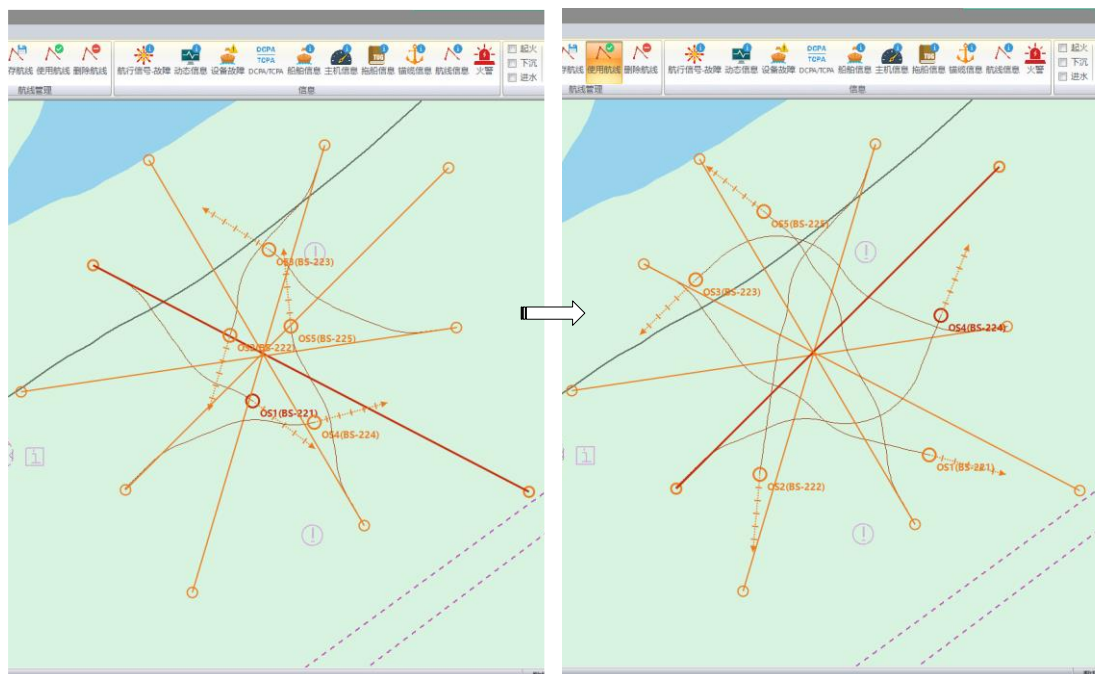 存航线 使用航线 删除航线 航行信号-故障 动态信息 设备故障 DCPA/TCPA 船舶信息 主机信息 拖船信息 锚线信息 航线信息 火警
DCPA
TCPA
TUG
起火
下沉
进水
航线管理 信息
OS3(BS-223)
OS5(BS-225)
OS2(BS-222)
OS1(BS-221)
OS4(BS-224)
i
使用航线 删除航线 航行信号-故障 动态信息 设备故障 DCPA/TCPA 船舶信息 主机信息 拖船信息 锚线信息 航线信息 火警
DCPA
TCPA
TUG
起火
下沉
进水
航线管理 信息
OS5(BS-225)
OS3(BS-223)
OS4(BS-224)
OS1(BS-221)
OS2(BS-222)
i